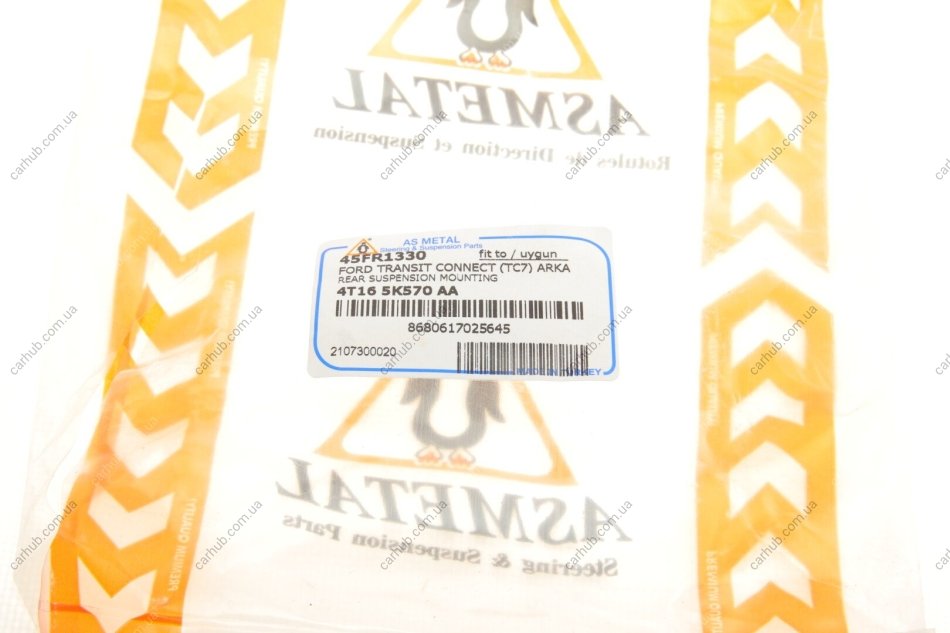 ASMETAL
Rotules de Direction et Suspension
AS METAL
Steering & Suspension Parts
45FR1330 fit to / uygun
FORD TRANSIT CONNECT (TC7) ARKA
REAR SUSPENSION MOUNTING
4T16 5K570 AA
8680617025645
2107300020
MADE IN TURKEY
ASMETAL
Steering & Suspension Parts
PREMIUM QUALITY
carhub.com.ua